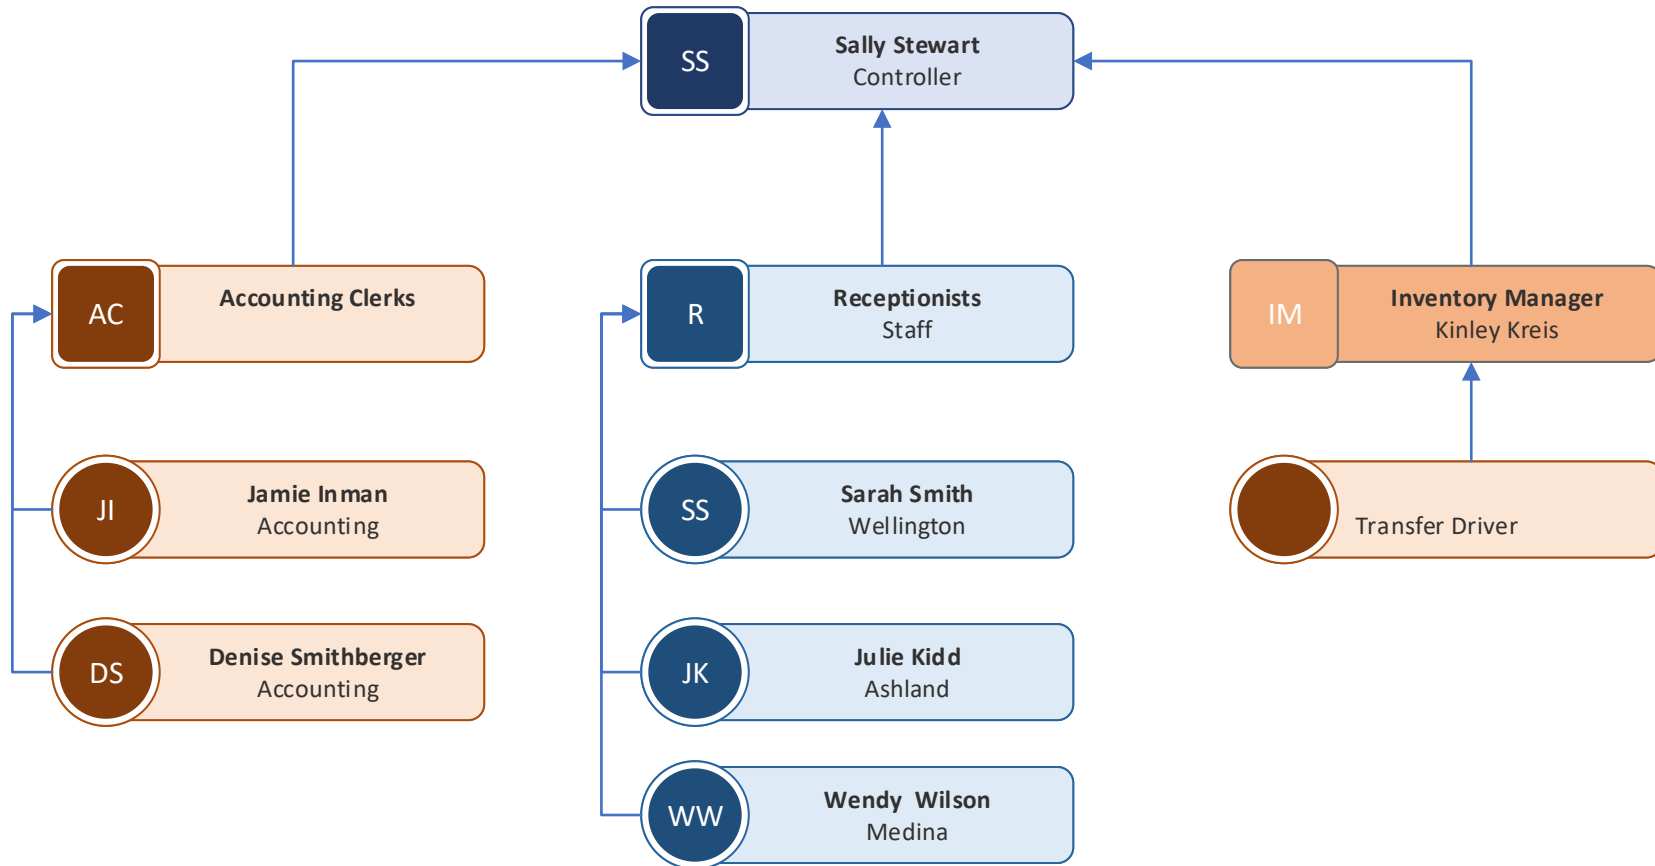 SS
Sally Stewart
Controller
AC
Accounting Clerks
R
Receptionists
Staff
IM
Inventory Manager
Kinley Kreis
JI
Jamie Inman
Accounting
SS
Sarah Smith
Wellington
Transfer Driver
DS
Denise Smithberger
Accounting
JK
Julie Kidd
Ashland
WW
Wendy  Wilson
Medina